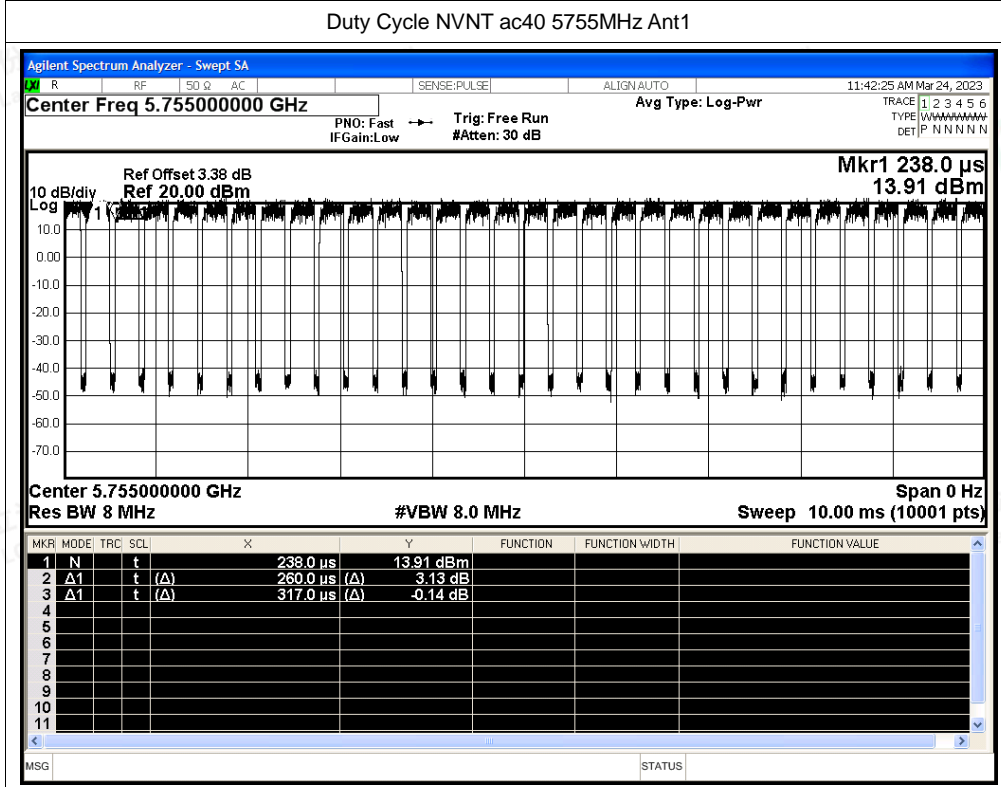 Duty Cycle NVNT ac40 5755MHz Ant1
Agilent Spectrum Analyzer - Swept SA
LXI R RF 50 Ω AC SENSE:PULSE ALIGN AUTO 11:42:25 AM Mar 24, 2023
Center Freq 5.755000000 GHz Avg Type: Log-Pwr TRACE 1 2 3 4 5 6
PNO: Fast Trig: Free Run TYPE
IFGain:Low #Atten: 30 dB DET P N N N N N
Mkr1 238.0 µs
Ref Offset 3.38 dB
10 dB/div Ref 20.00 dBm 13.91 dBm
Log
1
10.0
0.00
-10.0
-20.0
-30.0
-40.0
-50.0
-60.0
-70.0
Center 5.755000000 GHz Span 0 Hz
Res BW 8 MHz #VBW 8.0 MHz Sweep 10.00 ms (10001 pts)
MKR MODE TRC SCL X Y FUNCTION FUNCTION WIDTH FUNCTION VALUE
1 N t 238.0 µs 13.91 dBm
2 Δ1 t (Δ) 260.0 µs (Δ) 3.13 dB
3 Δ1 t (Δ) 317.0 µs (Δ) -0.14 dB
4
5
6
7
8
9
10
11
MSG STATUS